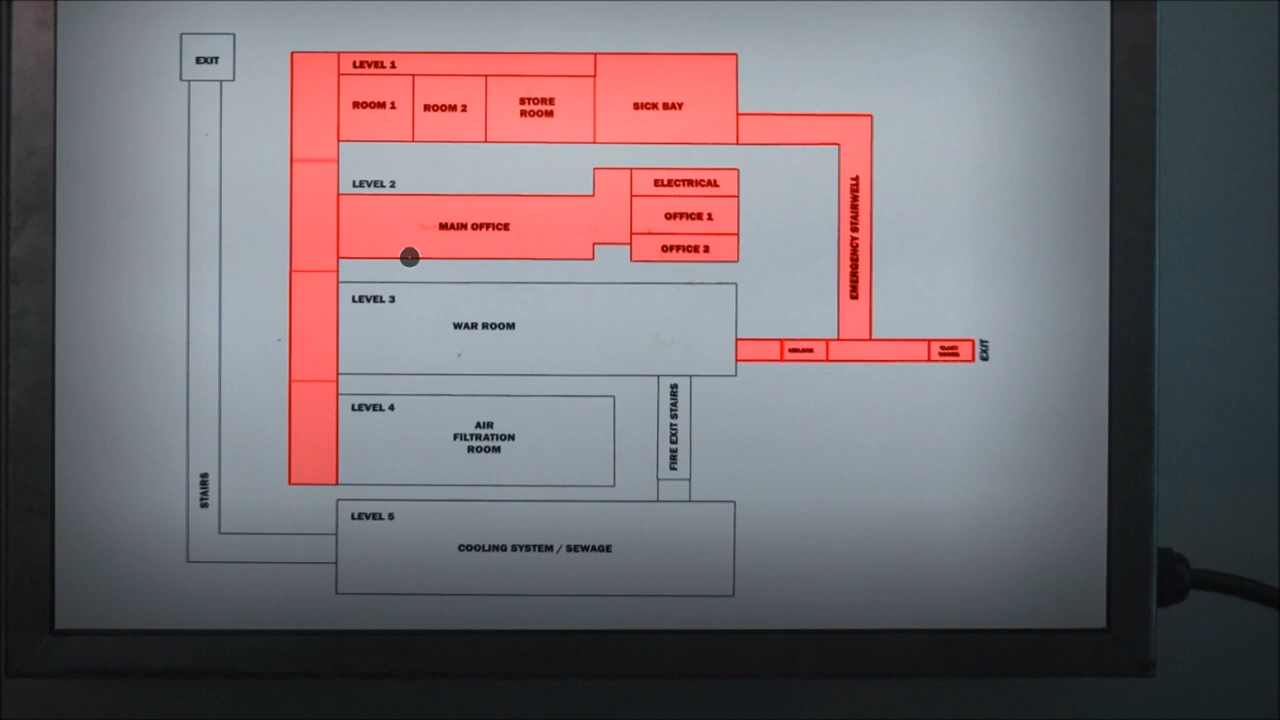 EXIT
LEVEL 1
ROOM 1
ROOM 2
STORE
ROOM
SICK BAY
LEVEL 2
ELECTRICAL
MAIN OFFICE
OFFICE 1
OFFICE 2
EMERGENCY STAIRWELL
LEVEL 3
WAR ROOM
AIRLOCK
EXIT
LEVEL 4
AIR
FILTRATION
ROOM
FIRE EXIT STAIRS
STAIRS
LEVEL 5
COOLING SYSTEM / SEWAGE